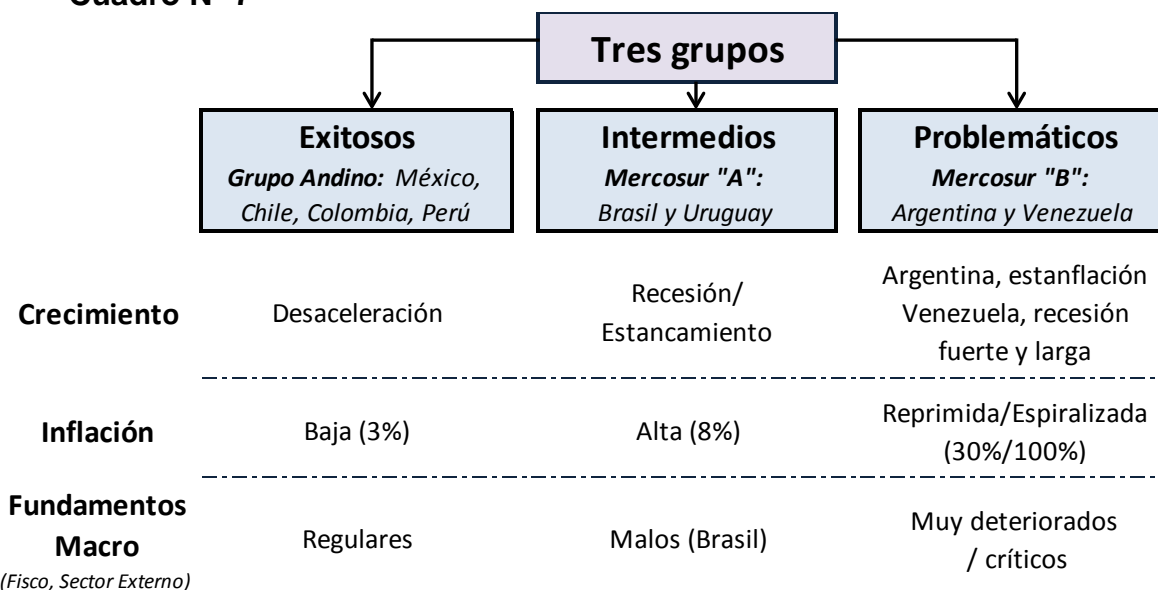 Cuadro N° 7
Tres grupos
Exitosos
Grupo Andino: México,
Chile, Colombia, Perú
Intermedios
Mercosur "A":
Brasil y Uruguay
Problemáticos
Mercosur "B":
Argentina y Venezuela
Crecimiento
Desaceleración
Recesión/
Estancamiento
Argentina, estanflación
Venezuela, recesión
fuerte y larga
Inflación
Baja (3%)
Alta (8%)
Reprimida/Espiralizada
(30%/100%)
Fundamentos
Macro
(Fisco, Sector Externo)
Regulares
Malos (Brasil)
Muy deteriorados
/ críticos